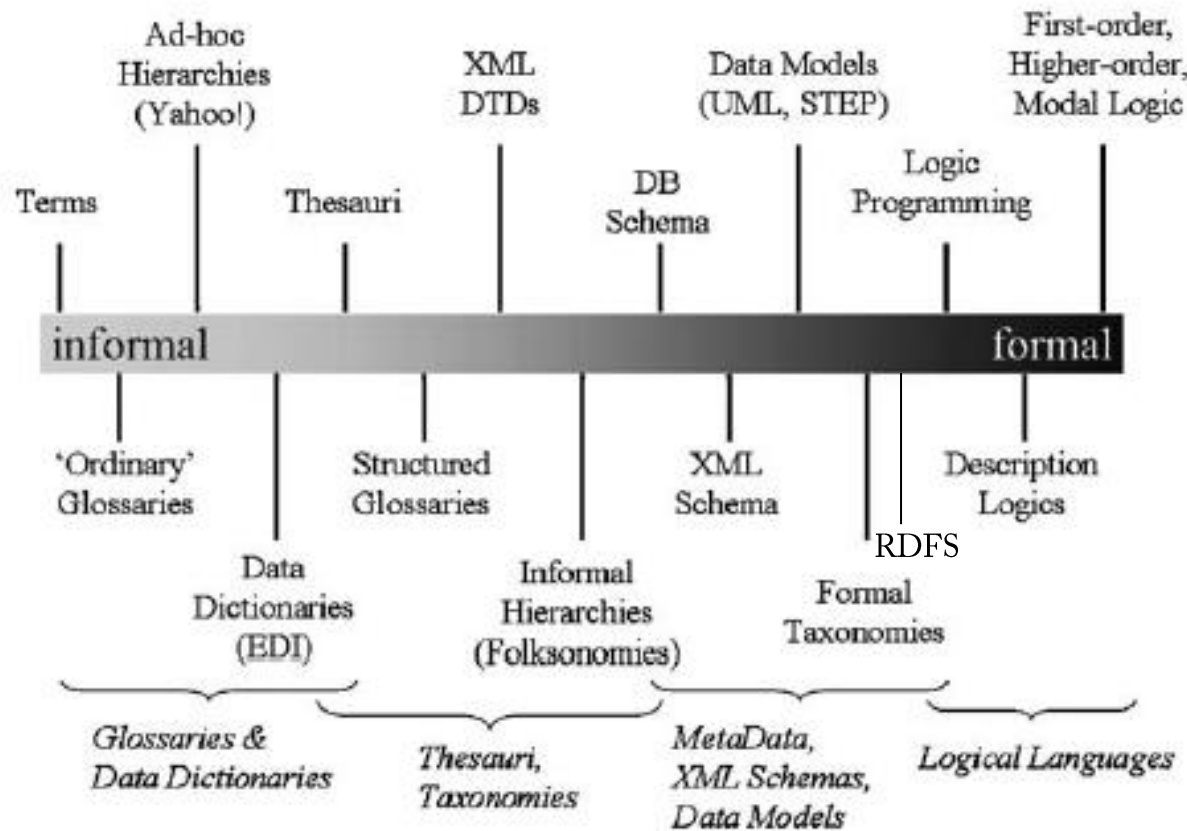 Ad-hoc
Hierarchies
(Yahoo!)
XML
DTDs
Data Models
(UML, STEP)
First-order,
Higher-order,
Modal Logic
Terms
Thesauri
DB
Schema
Logic
Programming
informal
formal
‘Ordinary’
Glossaries
Structured
Glossaries
XML
Schema
Description
Logics
RDFS
Data
Dictionaries
(EDI)
Informal
Hierarchies
(Folksonomies)
Formal
Taxonomies
Glossaries &
Data Dictionaries
Thesauri,
Taxonomies
MetaData,
XML Schemas,
Data Models
Logical Languages